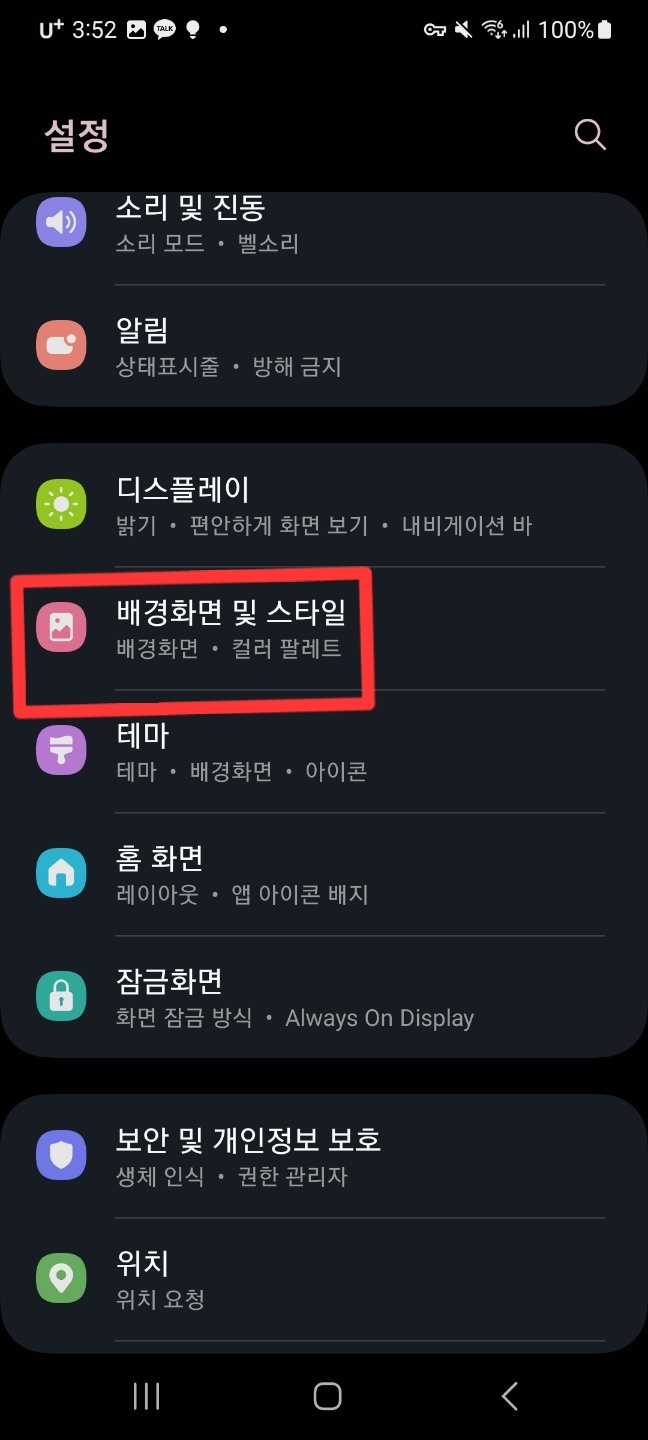 U+ 3:52 TALK 6 100%
설정
소리 및 진동
소리 모드 • 벨소리
알림
상태표시줄 • 방해 금지
디스플레이
밝기 • 편안하게 화면 보기 • 내비게이션 바
배경화면 및 스타일
배경화면 • 컬러 팔레트
테마
테마 • 배경화면 • 아이콘
홈 화면
레이아웃 • 앱 아이콘 배지
잠금화면
화면 잠금 방식 • Always On Display
보안 및 개인정보 보호
생체 인식 • 권한 관리자
위치
위치 요청